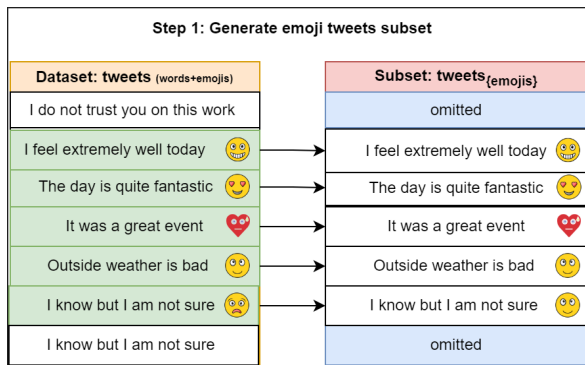 Step 1: Generate emoji tweets subset
Dataset: tweets (words+emojis)
Subset: tweets{emojis}
I do not trust you on this work
omitted
I feel extremely well today
I feel extremely well today
The day is quite fantastic
The day is quite fantastic
It was a great event
It was a great event
Outside weather is bad
Outside weather is bad
I know but I am not sure
I know but I am not sure
I know but I am not sure
omitted